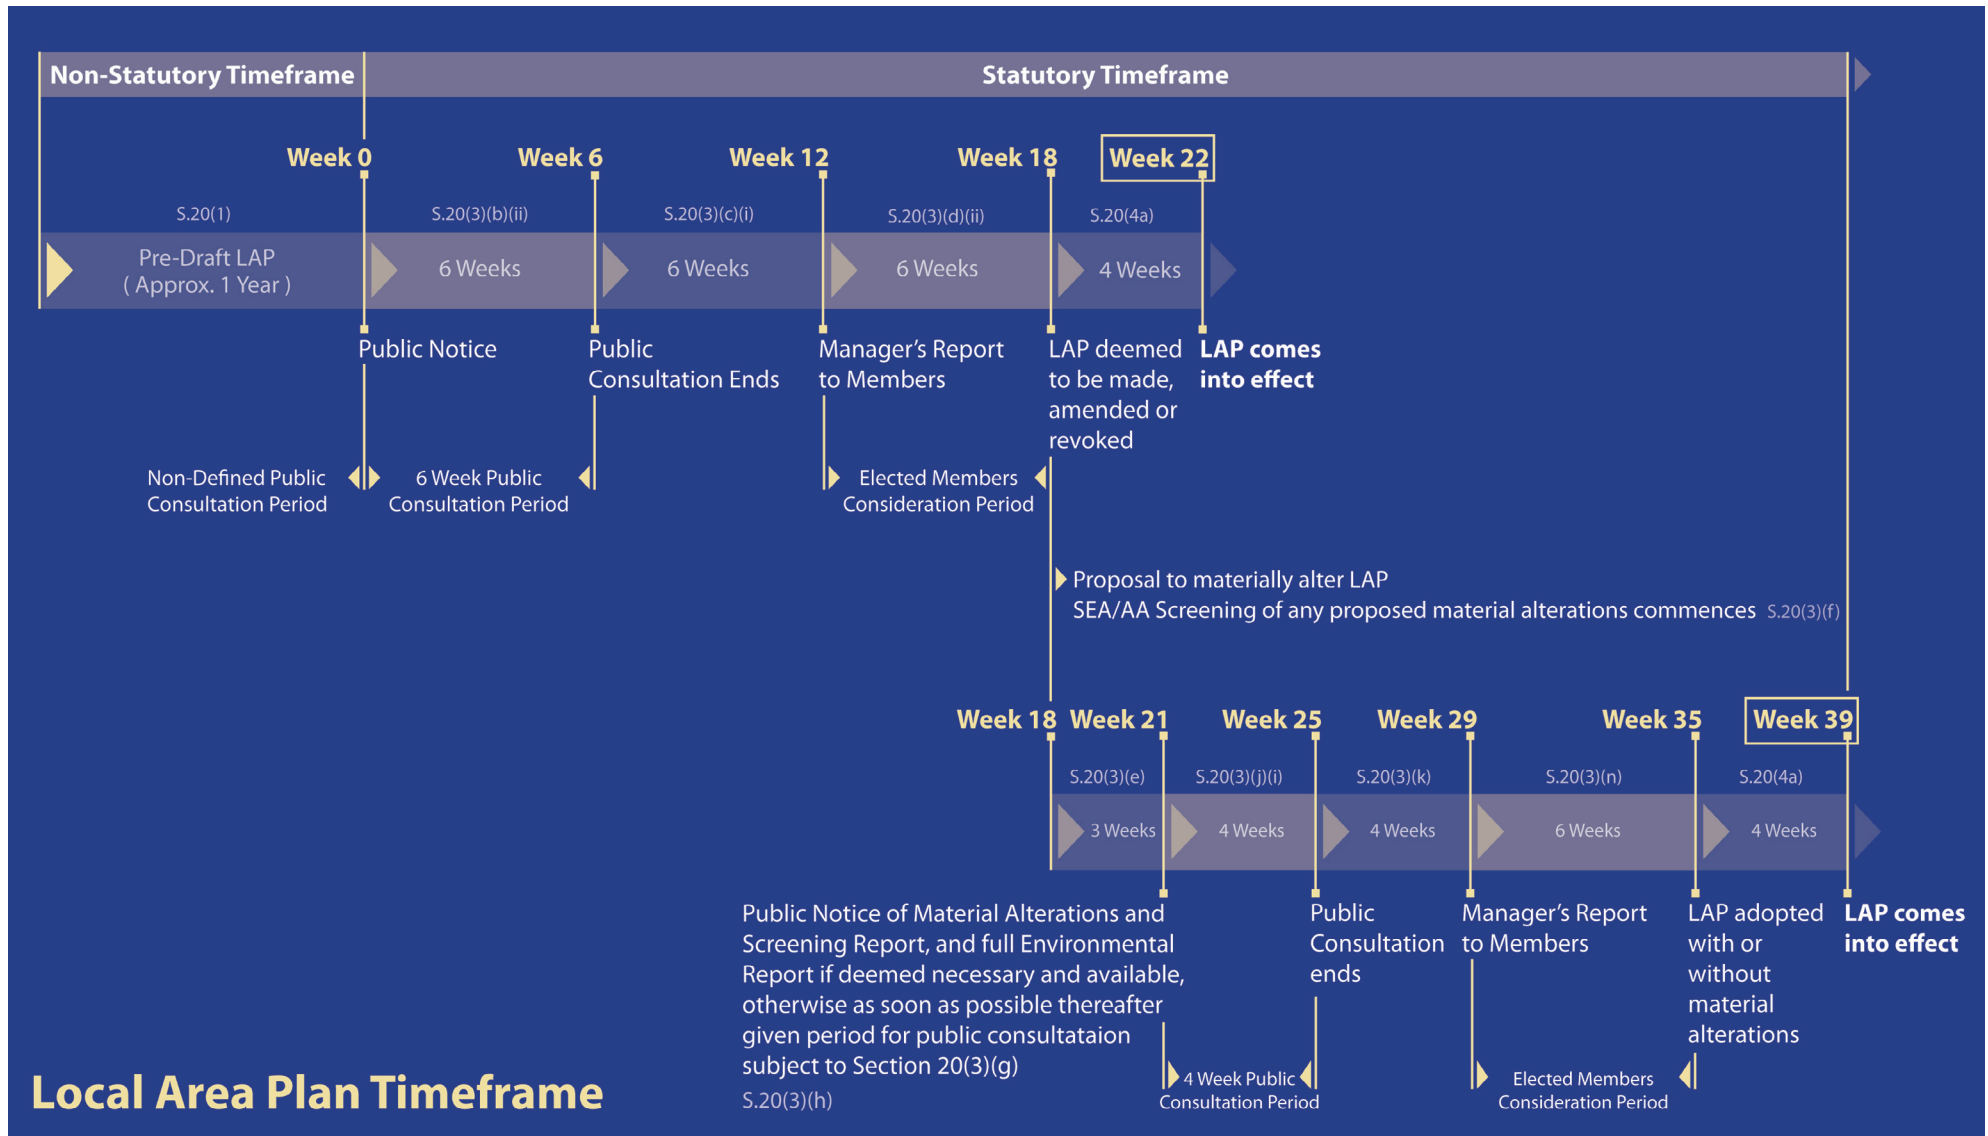 Non-Statutory Timeframe
Statutory Timeframe
Week 0
Week 6
Week 12
Week 18
Week 22
S.20(1)
S.20(3)(b)(ii)
S.20(3)(c)(i)
S.20(3)(d)(ii)
S.20(4a)
Pre-Draft LAP
( Approx. 1 Year )
6 Weeks
6 Weeks
6 Weeks
4 Weeks
Public Notice
Public
Consultation Ends
Manager's Report
to Members
LAP deemed
to be made,
amended or
revoked
LAP comes
into effect
Non-Defined Public
Consultation Period
6 Week Public
Consultation Period
Elected Members
Consideration Period
Proposal to materially alter LAP
SEA/AA Screening of any proposed material alterations commences S.20(3)(f)
Week 18
Week 21
Week 25
Week 29
Week 35
Week 39
S.20(3)(e)
S.20(3)(j)(i)
S.20(3)(k)
S.20(3)(n)
S.20(4a)
3 Weeks
4 Weeks
4 Weeks
6 Weeks
4 Weeks
Public Notice of Material Alterations and
Screening Report, and full Environmental
Report if deemed necessary and available,
otherwise as soon as possible thereafter
given period for public consultataion
subject to Section 20(3)(g)
S.20(3)(h)
Public
Consultation
ends
Manager's Report
to Members
LAP adopted
with or
without
material
alterations
LAP comes
into effect
4 Week Public
Consultation Period
Elected Members
Consideration Period
Local Area Plan Timeframe